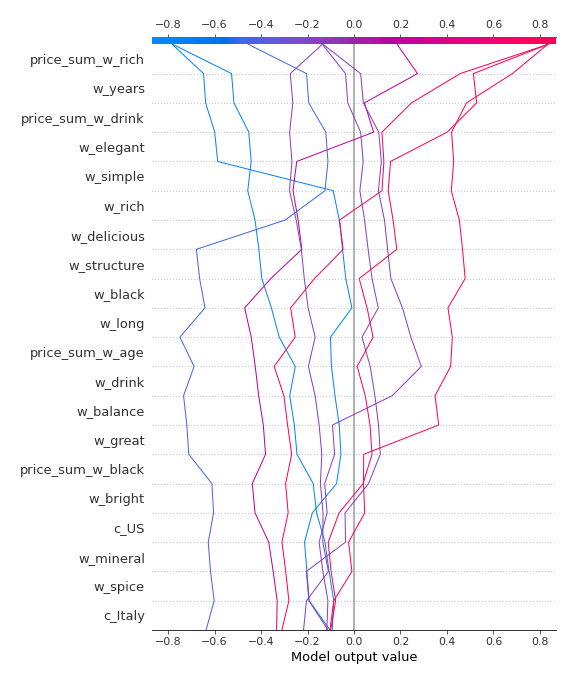 −0.8 −0.6 −0.4 −0.2 0.0 0.2 0.4 0.6 0.8
price_sum_w_rich
w_years
price_sum_w_drink
w_elegant
w_simple
w_rich
w_delicious
w_structure
w_black
w_long
price_sum_w_age
w_drink
w_balance
w_great
price_sum_w_black
w_bright
c_US
w_mineral
w_spice
c_Italy
−0.8 −0.6 −0.4 −0.2 0.0 0.2 0.4 0.6 0.8
Model output value